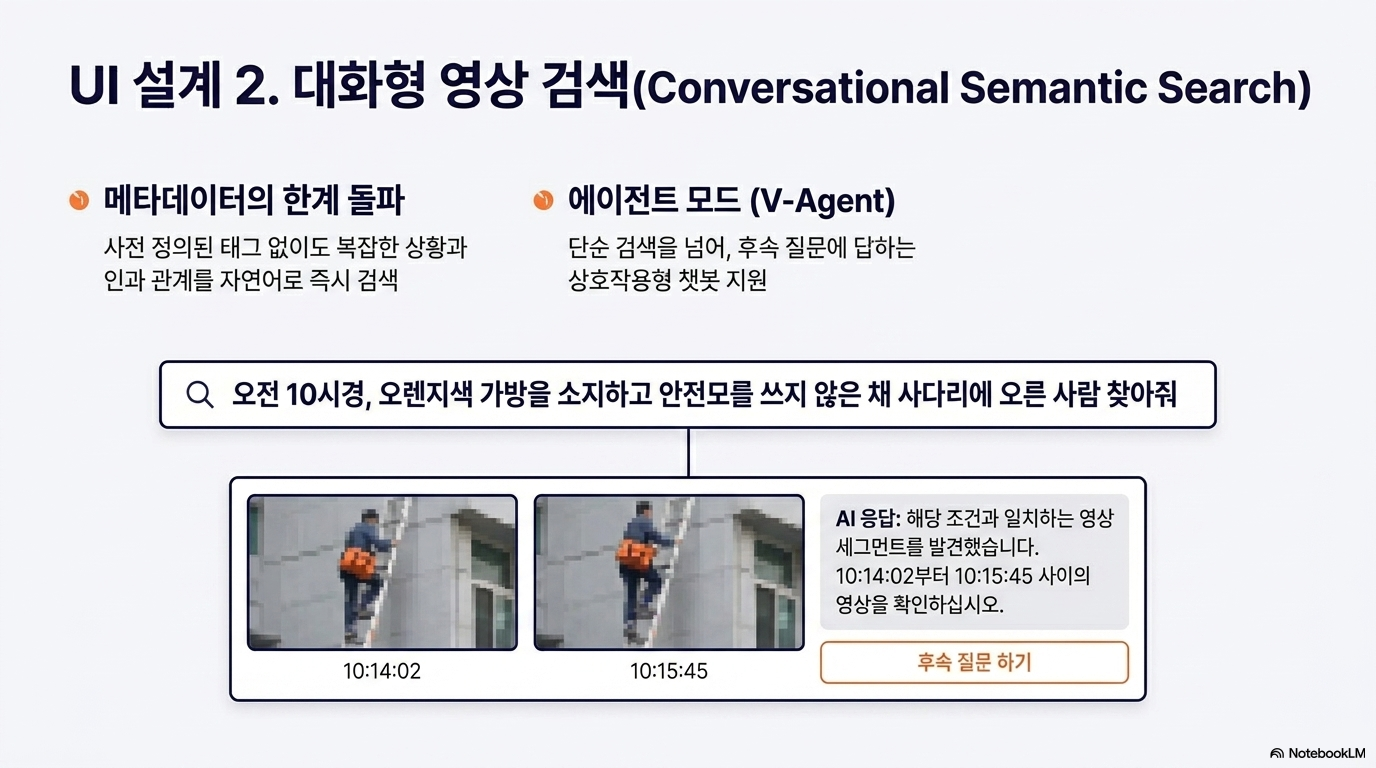 UI 설계 2. 대화형 영상 검색(Conversational Semantic Search)
메타데이터의 한계 돌파
사전 정의된 태그 없이도 복잡한 상황과
인과 관계를 자연어로 즉시 검색
에이전트 모드 (V-Agent)
단순 검색을 넘어, 후속 질문에 답하는
상호작용형 챗봇 지원
오전 10시경, 오렌지색 가방을 소지하고 안전모를 쓰지 않은 채 사다리에 오른 사람 찾아줘
10:14:02
10:15:45
AI 응답: 해당 조건과 일치하는 영상
세그먼트를 발견했습니다.
10:14:02부터 10:15:45 사이의
영상을 확인하십시오.
후속 질문 하기
NotebookLM